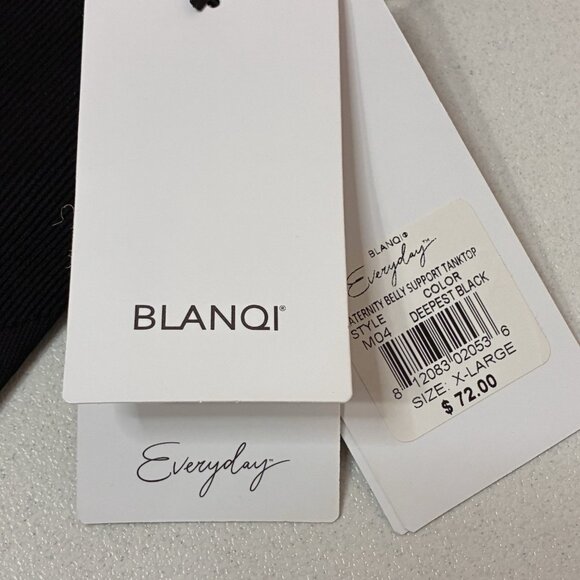 BLANQI®
Everyday™
BLANQI®
Everyday™
MATERNITY BELLY SUPPORT TANKTOP
STYLE COLOR
M04 DEEPEST BLACK
8 12083 02053 6
SIZE: X-LARGE
$ 72.00